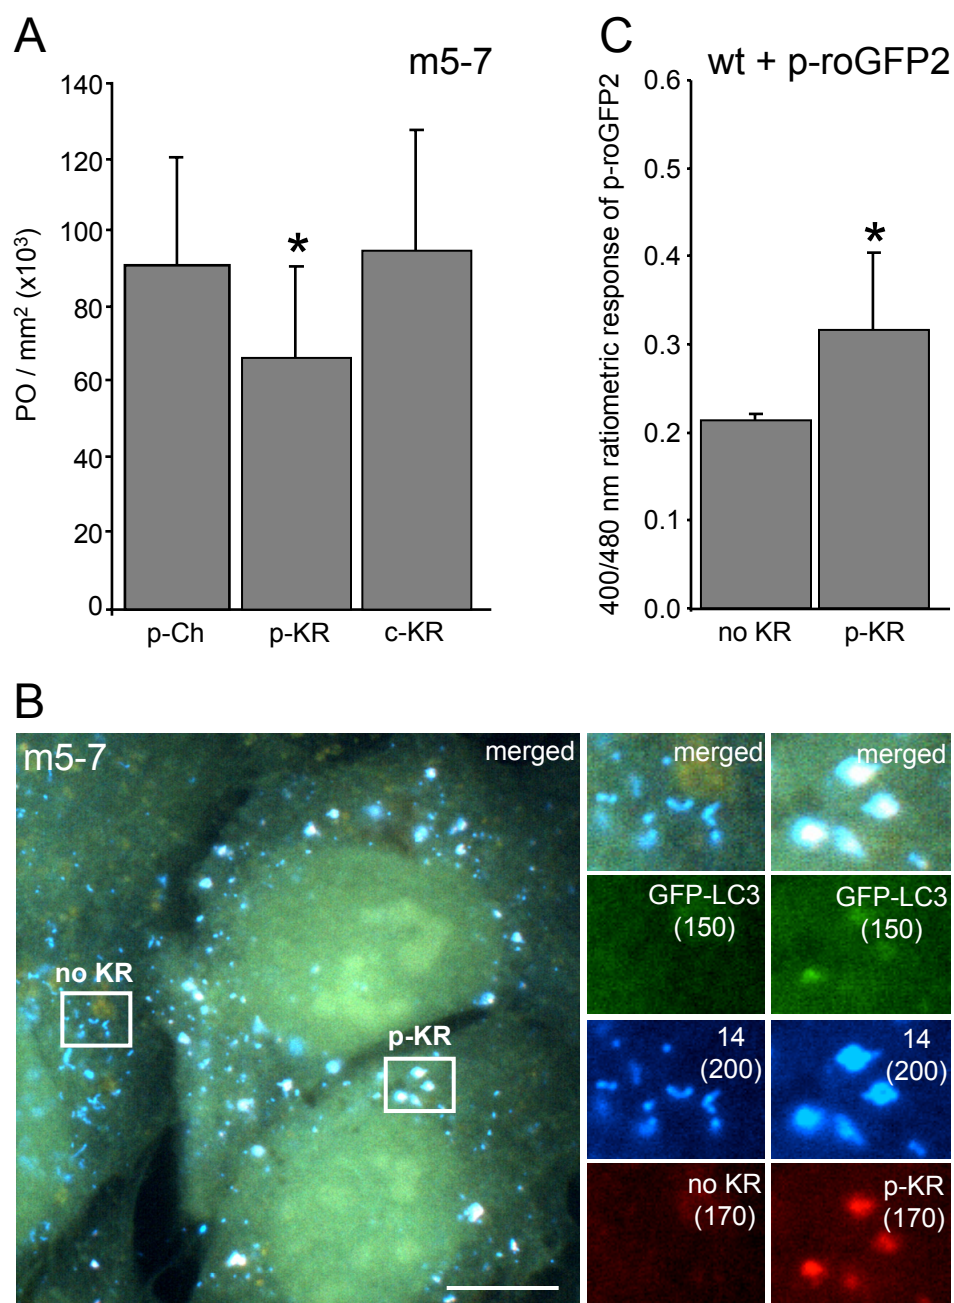 A
m5-7
PO / mm² (x10³)
140
120
100
80
60
40
20
0
p-Ch
p-KR
c-KR
*
C
wt + p-roGFP2
400/480 nm ratiometric response of p-roGFP2
0.6
0.5
0.4
0.3
0.2
0.1
0.0
no KR
p-KR
*
B
m5-7
merged
no KR
p-KR
merged
merged
GFP-LC3
(150)
GFP-LC3
(150)
14
(200)
14
(200)
no KR
(170)
p-KR
(170)